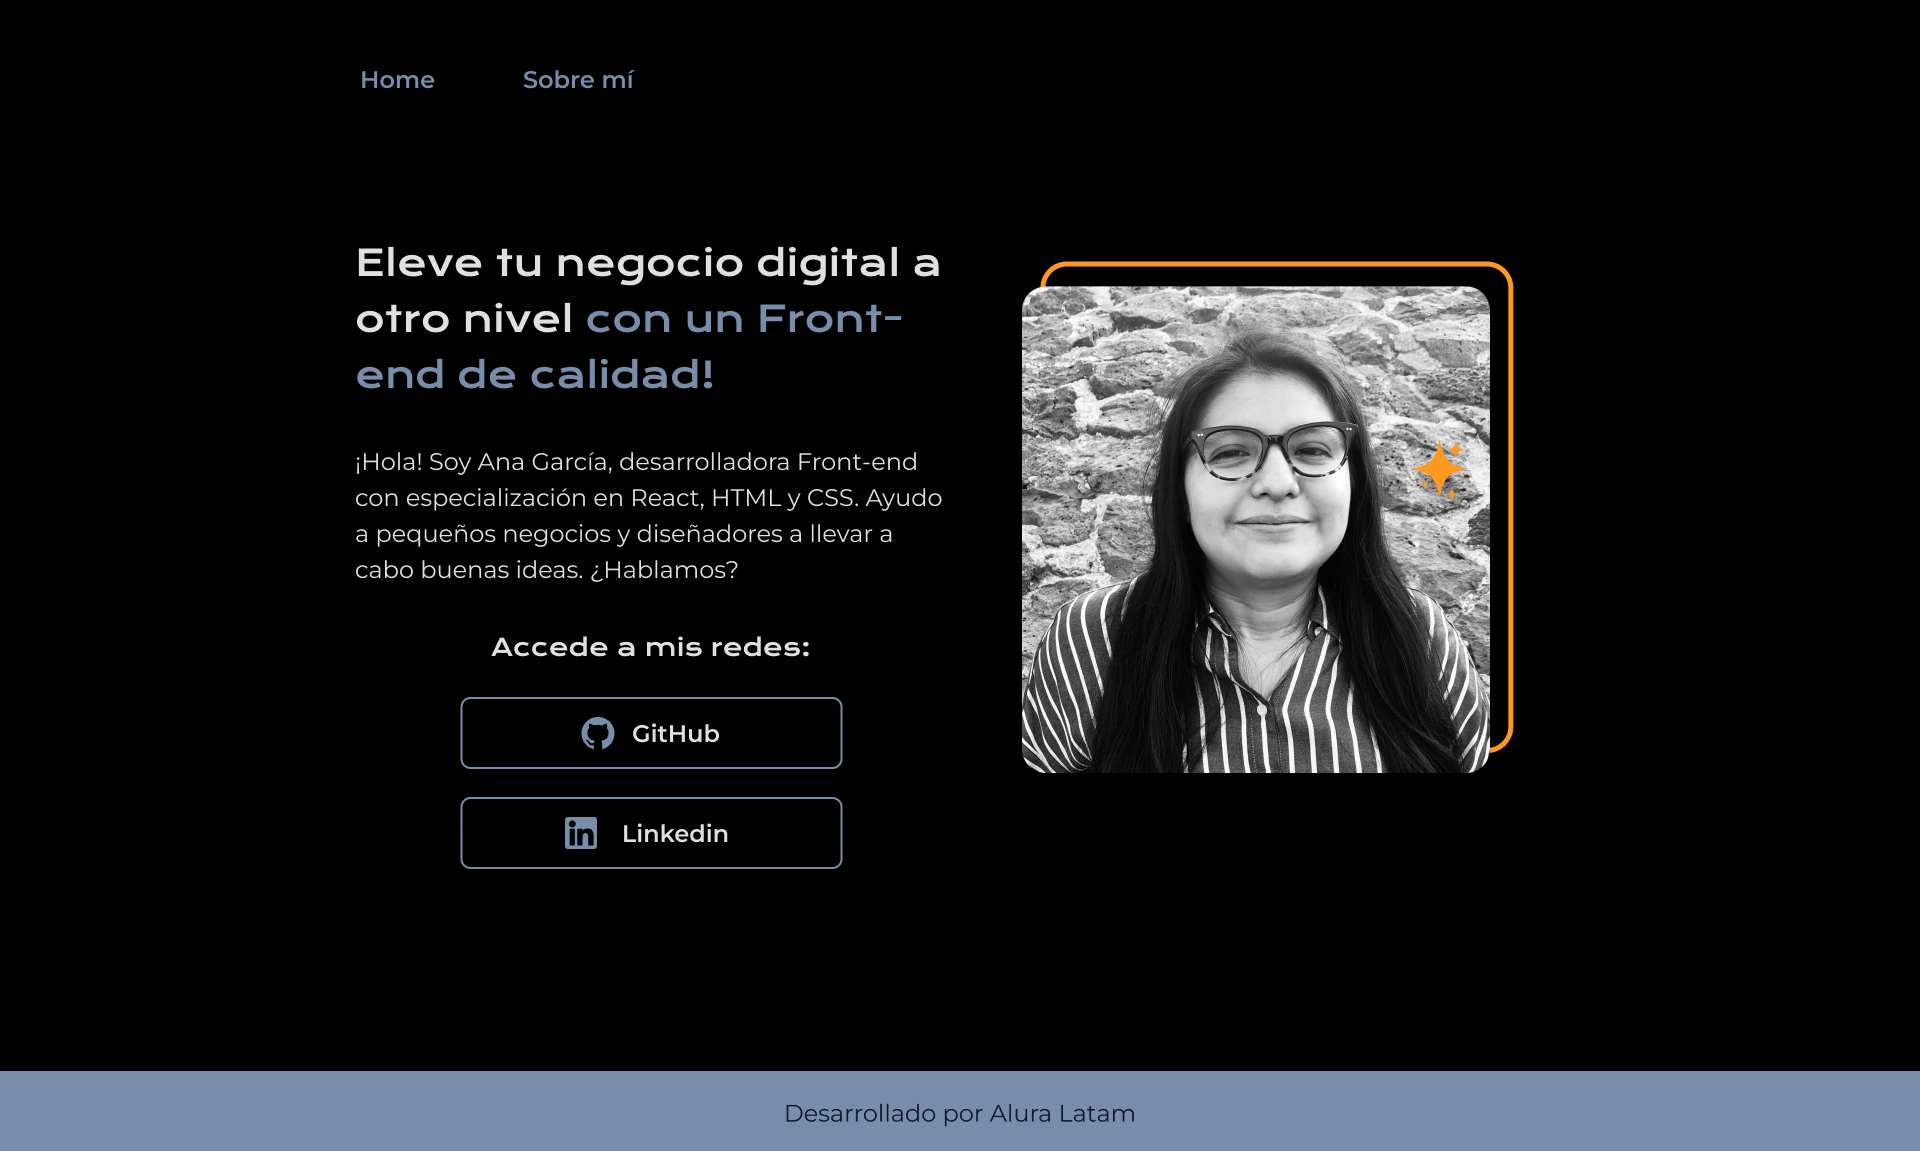 Home Sobre mí
Eleve tu negocio digital a
otro nivel con un Front-
end de calidad!
¡Hola! Soy Ana García, desarrolladora Front-end
con especialización en React, HTML y CSS. Ayudo
a pequeños negocios y diseñadores a llevar a
cabo buenas ideas. ¿Hablamos?
Accede a mis redes:
GitHub
in Linkedin
Desarrollado por Alura Latam